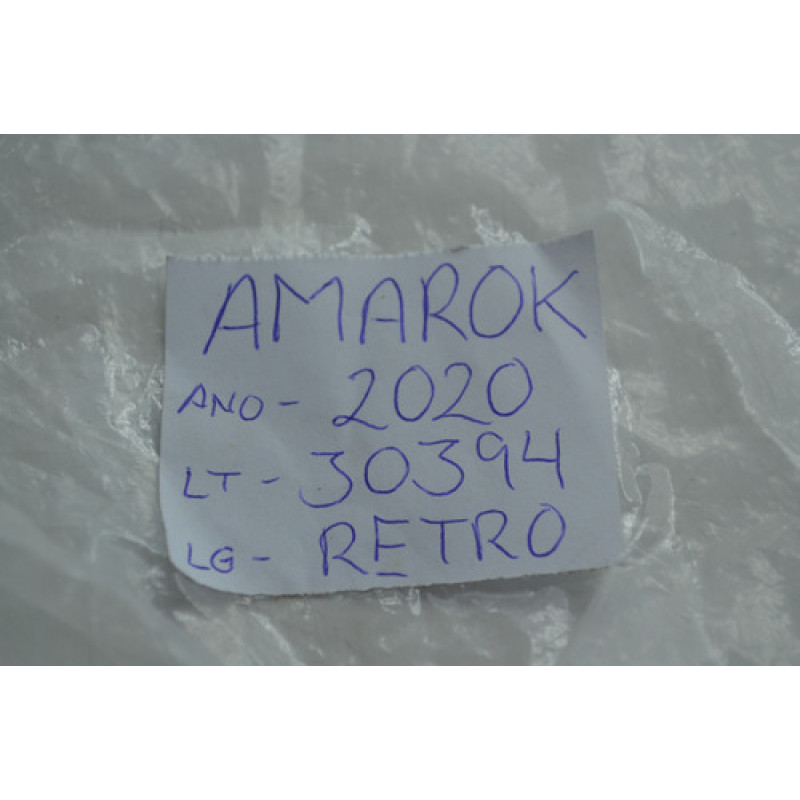 AMAROK
ANO - 2020
LT - 30394
LG - RETRO